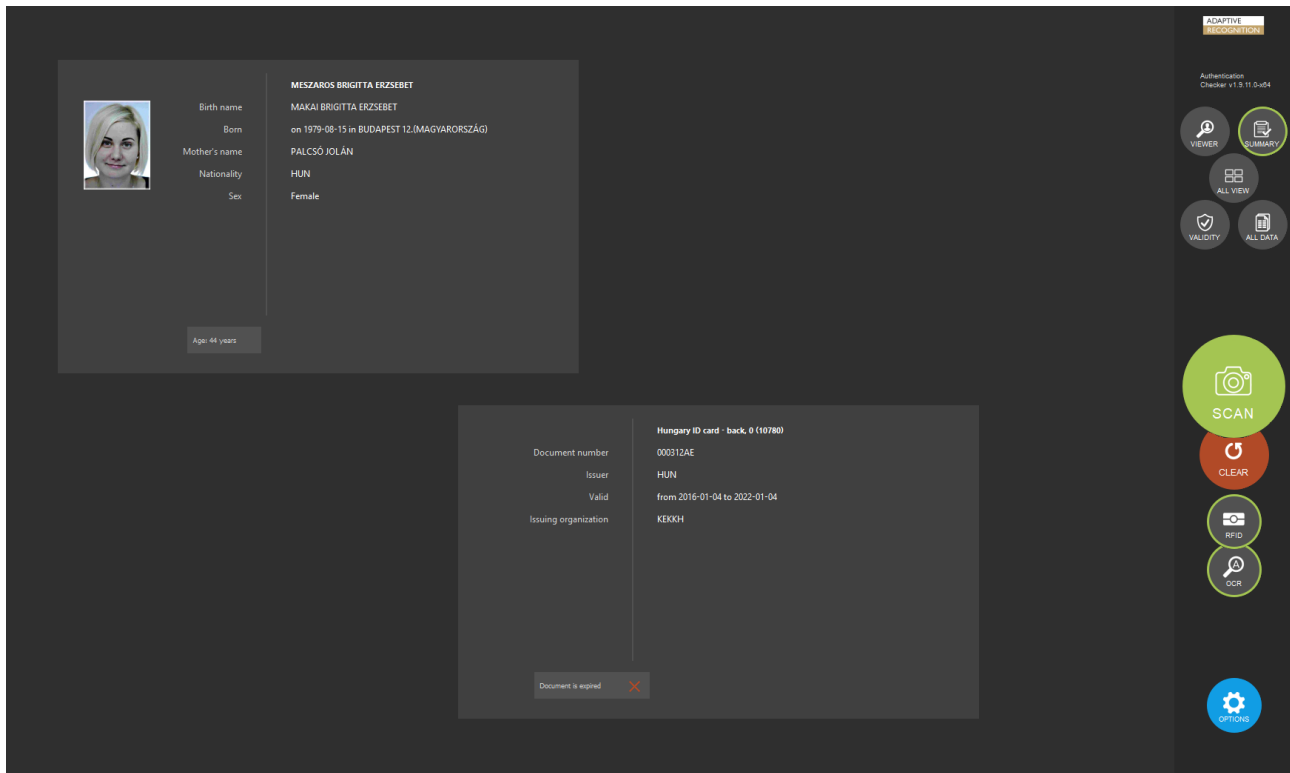 ADAPTIVE
RECOGNITION
Authentication
Checker v1.9.11.0-x64
MESZAROS BRIGITTA ERZSEBET
Birth name MAKAI BRIGITTA ERZSEBET
Born on 1979-08-15 in BUDAPEST 12.(MAGYARORSZÁG)
Mother's name PALCSÓ JOLÁN
Nationality HUN
Sex Female
Age: 44 years
Hungary ID card - back, 0 (10780)
Document number 000312AE
Issuer HUN
Valid from 2016-01-04 to 2022-01-04
Issuing organization KEKKH
Document is expired
VIEWER SUMMARY
ALL VIEW
VALIDITY ALL DATA
SCAN
CLEAR
RFID
A
OCR
OPTIONS